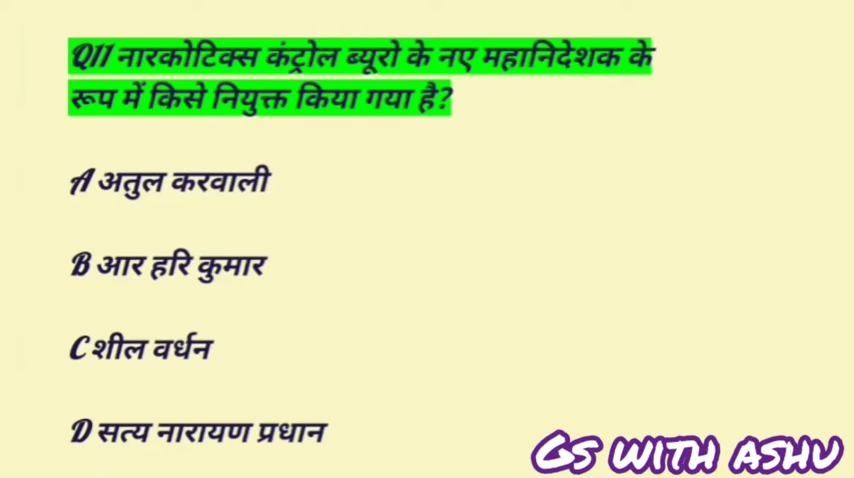 Q11 नारकोटिक्स कंट्रोल ब्यूरो के नए महानिदेशक के
रूप में किसे नियुक्त किया गया है?
A अतुल करवाली
B आर हरि कुमार
C शील वर्धन
D सत्य नारायण प्रधान
GS WITH ASHU